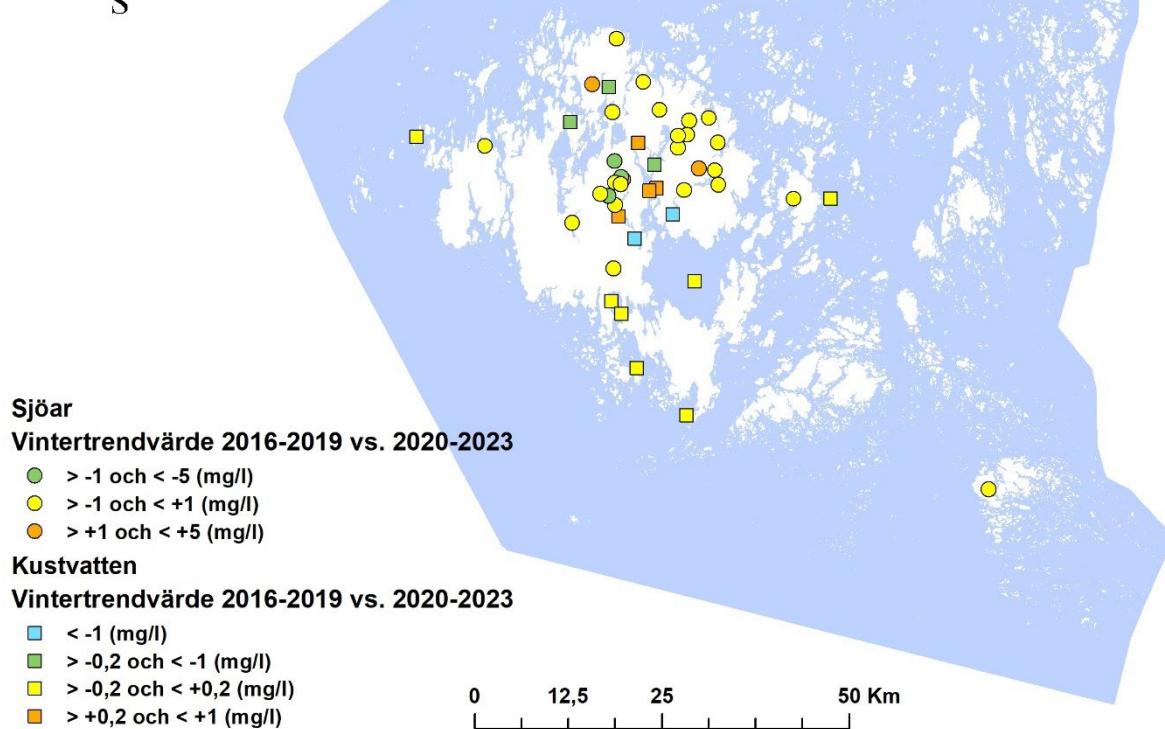 S
Sjöar
Vintertrendvärde 2016-2019 vs. 2020-2023
> -1 och < -5 (mg/l)
> -1 och < +1 (mg/l)
> +1 och < +5 (mg/l)
Kustvatten
Vintertrendvärde 2016-2019 vs. 2020-2023
< -1 (mg/l)
> -0,2 och < -1 (mg/l)
> -0,2 och < +0,2 (mg/l)
> +0,2 och < +1 (mg/l)
0 12,5 25 50 Km